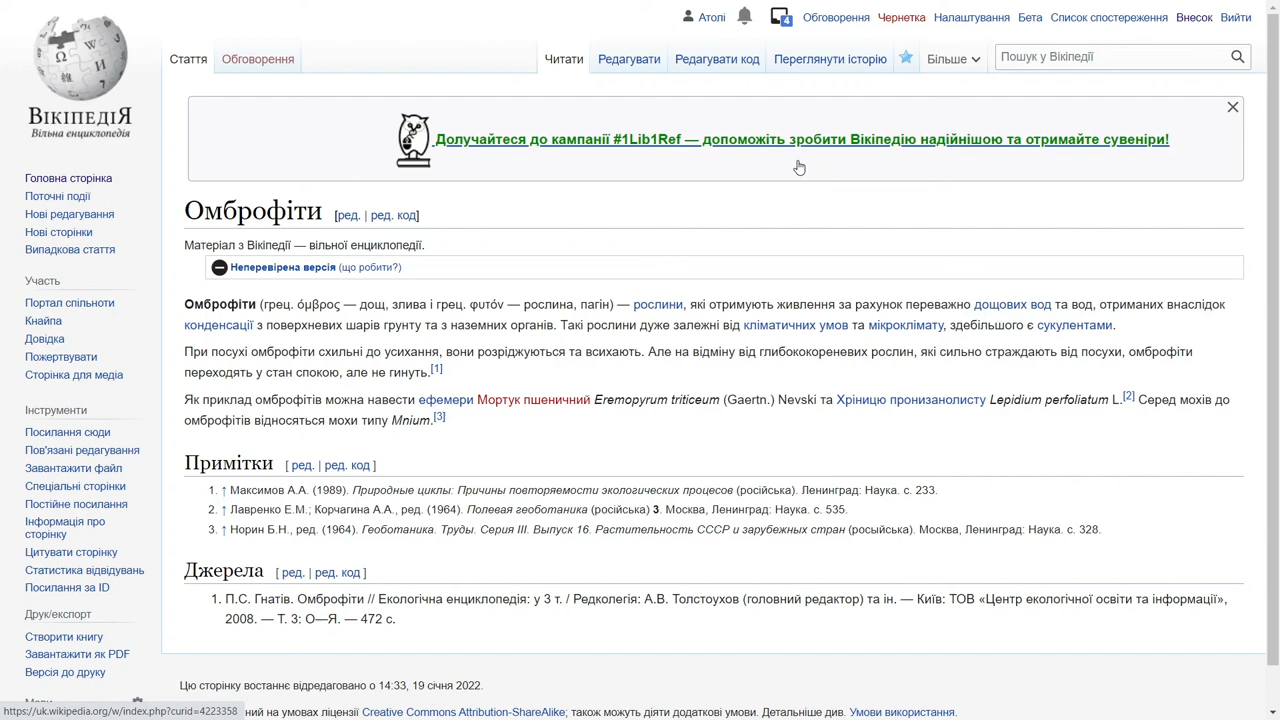 Атолі 4 Обговорення Чернетка Налаштування Бета Список спостереження Внесок Вийти
Стаття Обговорення Читати Редагувати Редагувати код Переглянути історію Більше Пошук у Вікіпедії
ВікіпедіЯ
Вільна енциклопедія
Головна сторінка
Поточні події
Нові редагування
Нові сторінки
Випадкова стаття
Участь
Портал спільноти
Кнайпа
Довідка
Пожертвувати
Сторінка для медіа
Інструменти
Посилання сюди
Пов'язані редагування
Завантажити файл
Спеціальні сторінки
Постійне посилання
Інформація про
сторінку
Цитувати сторінку
Статистика відвідувань
Посилання за ID
Друк/експорт
Створити книгу
Завантажити як PDF
Версія до друку
Долучайтеся до кампанії #1Lib1Ref — допоможіть зробити Вікіпедію надійнішою та отримайте сувеніри!
Омброфіти [ред. | ред. код]
Матеріал з Вікіпедії — вільної енциклопедії.
Неперевірена версія (що робити?)
Омброфіти (грец. όμβρος — дощ, злива і грец. φυτόν — рослина, пагін) — рослини, які отримують живлення за рахунок переважно дощових вод та вод, отриманих внаслідок
конденсації з поверхневих шарів грунту та з наземних органів. Такі рослини дуже залежні від кліматичних умов та мікроклімату, здебільшого є сукулентами.
При посухі омброфіти схильні до усихання, вони розріджуються та всихають. Але на відміну від глибококореневих рослин, які сильно страждають від посухи, омброфіти
переходять у стан спокою, але не гинуть.[1]
Як приклад омброфітів можна навести ефемери Мортук пшеничний Eremopyrum triticeum (Gaertn.) Nevski та Хріницю пронизанолисту Lepidium perfoliatum L.[2] Серед мохів до
омброфітів відносяться мохи типу Mnium.[3]
Примітки [ ред. | ред. код ]
1. ↑ Максимов А.А. (1989). Природные циклы: Причины повторяемости экологических процесов (російська). Ленинград: Наука. с. 233.
2. ↑ Лавренко Е.М.; Корчагина А.А., ред. (1964). Полевая геоботаника (російська) 3. Москва, Ленинград: Наука. с. 535.
3. ↑ Норин Б.Н., ред. (1964). Геоботаника. Труды. Серия III. Выпуск 16. Растительность СССР и зарубежных стран (росыйська). Москва, Ленинград: Наука. с. 328.
Джерела [ ред. | ред. код ]
1. П.С. Гнатів. Омброфіти // Екологічна енциклопедія: у 3 т. / Редколегія: А.В. Толстоухов (головний редактор) та ін. — Київ: ТОВ «Центр екологічної освіти та інформації»,
2008. — Т. 3: О—Я. — 472 с.
Цю сторінку востаннє відредаговано о 14:33, 19 січня 2022.
https://uk.wikipedia.org/w/index.php?curid=4223358
ний на умовах ліцензії Creative Commons Attribution-ShareAlike; також можуть діяти додаткові умови. Детальніше див. Умови використання.